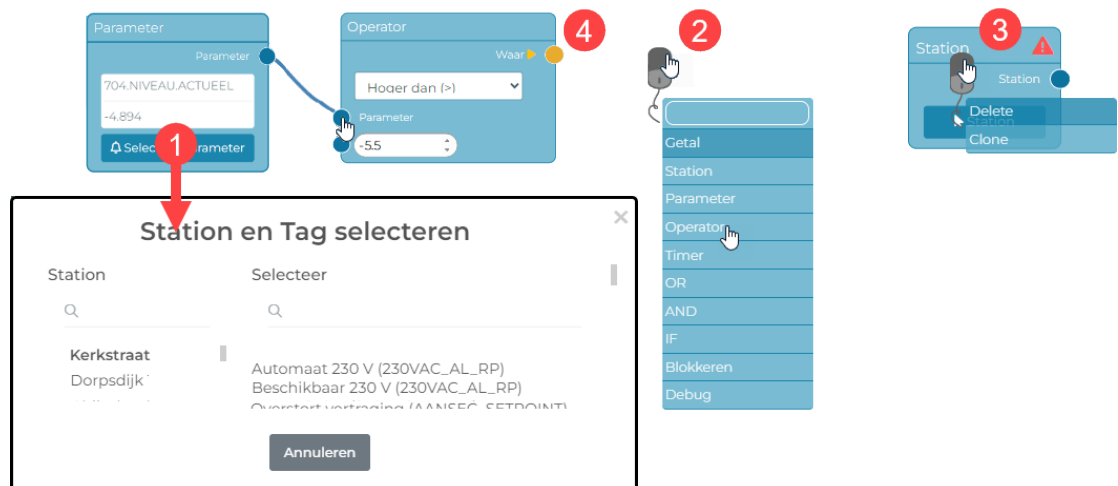 Parameter
Parameter
704.NIVEAU.ACTUEEL
-4.894
1
Operator
4
Waar
Hoger dan (>)
Parameter
-5.5
2
Getal
Station
Parameter
Operator
Timer
OR
AND
IF
Blokkeren
Debug
Station
3
Station
Delete
Station
Clone
Station en Tag selecteren
×
Station
Selecteer
Kerkstraat
Dorpsdijk
Automaat 230 V (230VAC_AL_RP)
Beschikbaar 230 V (230VAC_AL_RP)
Annuleren